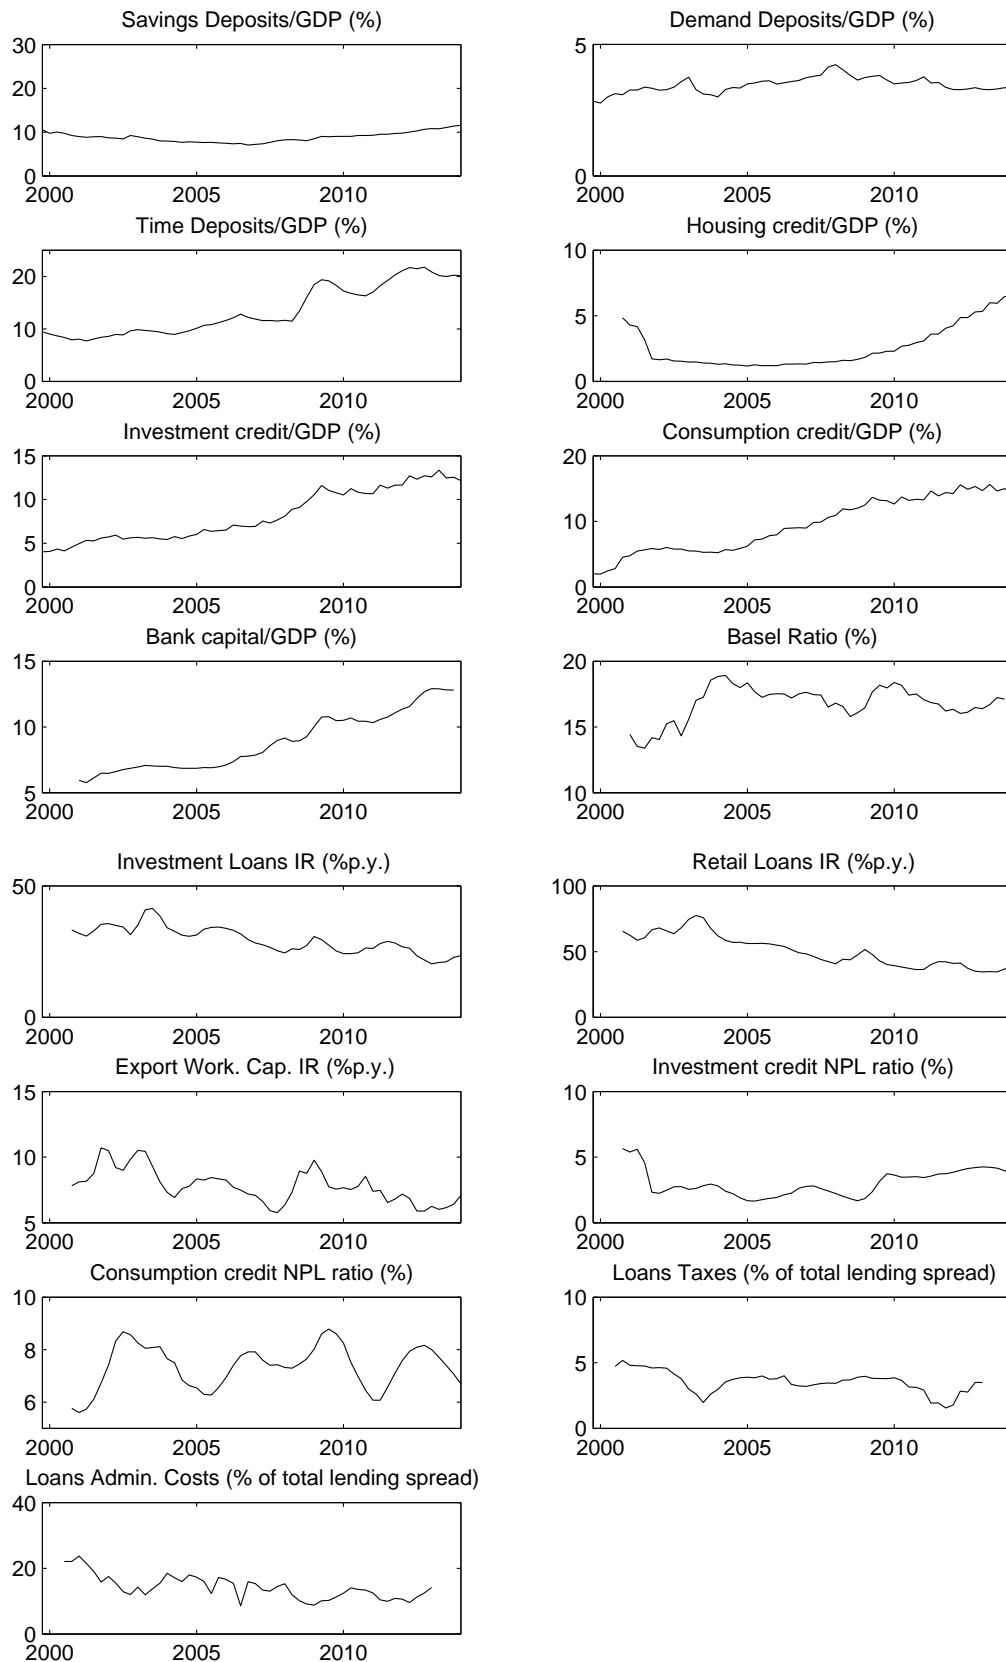 Savings Deposits/GDP (%)
30
20
10
0
2000 2005 2010
Demand Deposits/GDP (%)
5
0
2000 2005 2010
Time Deposits/GDP (%)
20
10
0
2000 2005 2010
Housing credit/GDP (%)
10
5
0
2000 2005 2010
Investment credit/GDP (%)
15
10
5
0
2000 2005 2010
Consumption credit/GDP (%)
20
10
0
2000 2005 2010
Bank capital/GDP (%)
15
10
5
2000 2005 2010
Basel Ratio (%)
20
15
10
2000 2005 2010
Investment Loans IR (%p.y.)
50
0
2000 2005 2010
Retail Loans IR (%p.y.)
100
50
0
2000 2005 2010
Export Work. Cap. IR (%p.y.)
15
10
5
2000 2005 2010
Investment credit NPL ratio (%)
10
5
0
2000 2005 2010
Consumption credit NPL ratio (%)
10
8
6
2000 2005 2010
Loans Taxes (% of total lending spread)
10
5
0
2000 2005 2010
Loans Admin. Costs (% of total lending spread)
40
20
0
2000 2005 2010